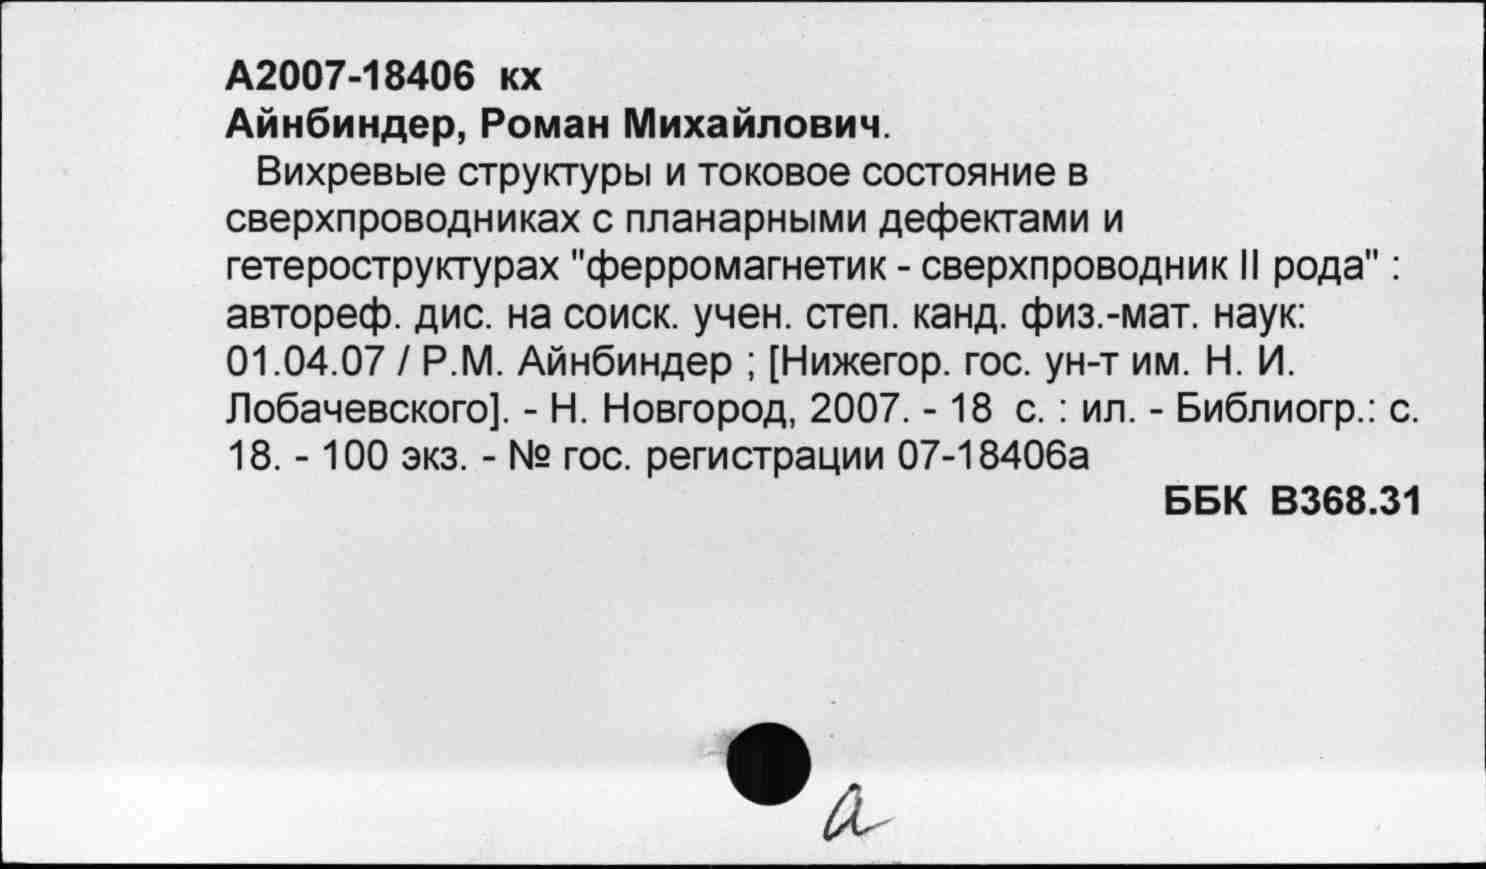 А2007-18406 кх
Айнбиндер, Роман Михайлович.
Вихревые структуры и токовое состояние в
сверхпроводниках с планарными дефектами и
гетероструктурах "ферромагнетик - сверхпроводник II рода" :
автореф. дис. на соиск. учен. степ. канд. физ.-мат. наук:
01.04.07 / Р.М. Айнбиндер ; [Нижегор. гос. ун-т им. Н. И.
Лобачевского]. - Н. Новгород, 2007. - 18 с. : ил. - Библиогр.: с.
18. - 100 экз. - № гос. регистрации 07-18406а
ББК В368.31
а